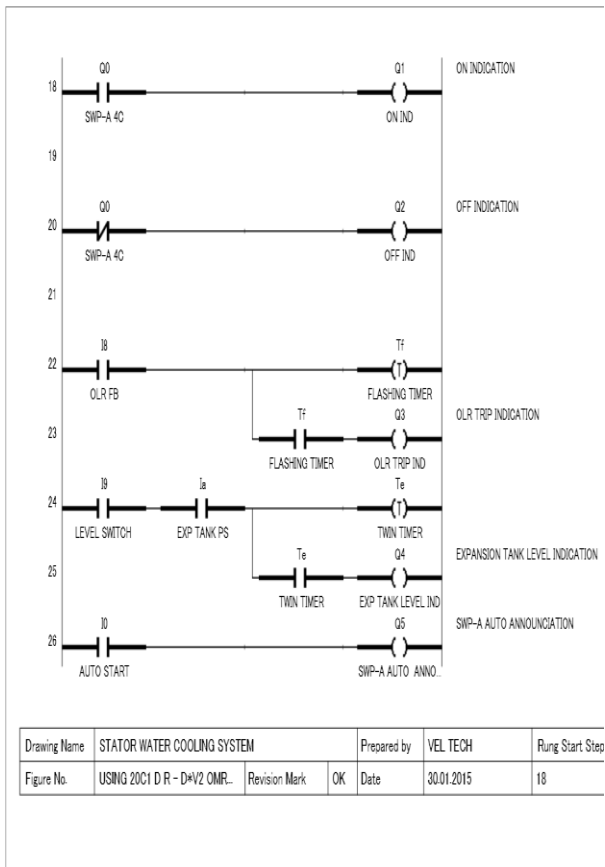 Q0 Q1 ON INDICATION
18
SWP-A 4C ON IND
19
Q0 Q2 OFF INDICATION
20
SWP-A 4C OFF IND
21
I8 Tf
22 (T)
OLR FB FLASHING TIMER
Tf Q3 OLR TRIP INDICATION
23
FLASHING TIMER OLR TRIP IND
I9 Ia Te
24 (T)
LEVEL SWITCH EXP TANK PS TWIN TIMER
Te Q4 EXPANSION TANK LEVEL INDICATION
25
TWIN TIMER EXP TANK LEVEL IND
I0 Q5 SWP-A AUTO ANNOUNCIATION
26
AUTO START SWP-A AUTO ANNO...
Drawing Name STATOR WATER COOLING SYSTEM Prepared by VEL TECH Rung Start Step
Figure No. USING 20C1 D R - D*V2 OMR... Revision Mark OK Date 30.01.2015 18